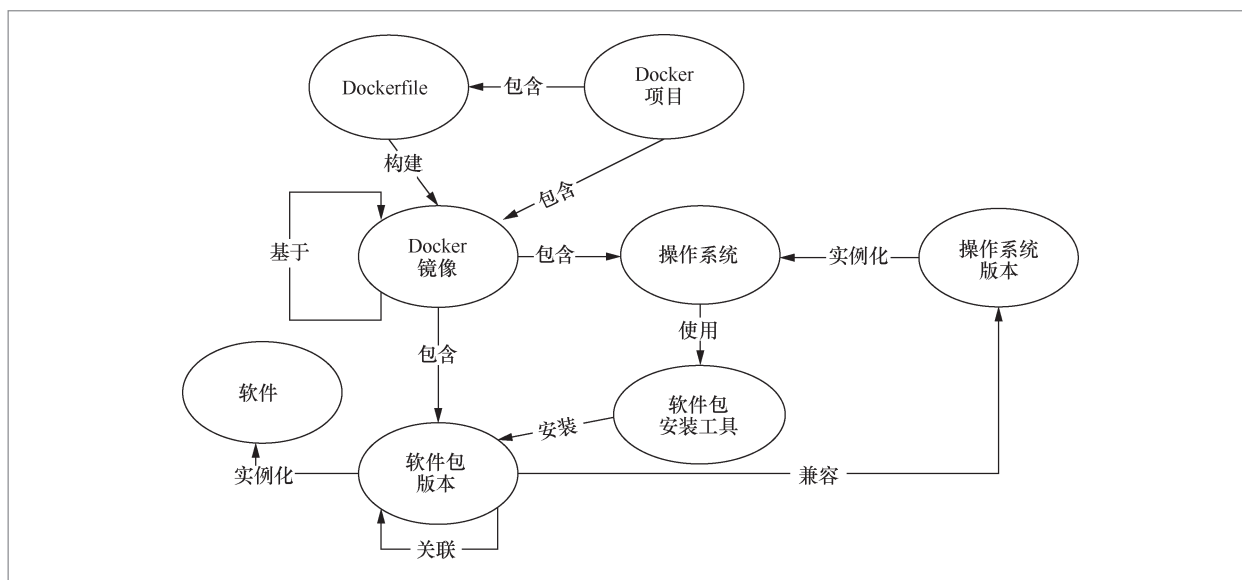 Dockerfile
包含
Docker
项目
构建
包含
基于
Docker
镜像
包含
操作系统
实例化
操作系统
版本
使用
包含
软件
软件包
安装工具
安装
实例化
软件包
版本
兼容
关联